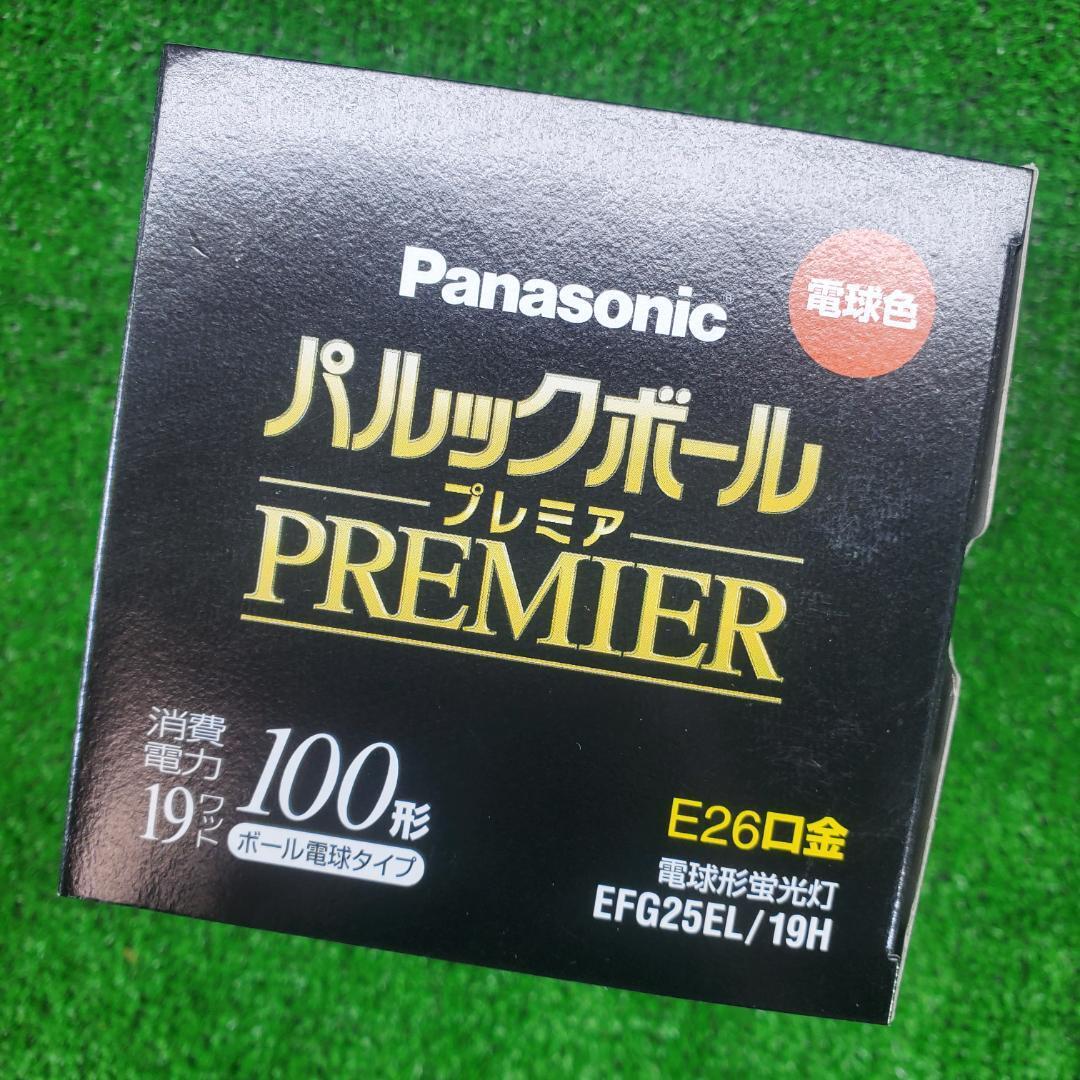 Panasonic
電球色
パルックボール
プレミア
PREMIER
消費
電力
19ワット
100形
ボール電球タイプ
E26口金
電球形蛍光灯
EFG25EL/19H